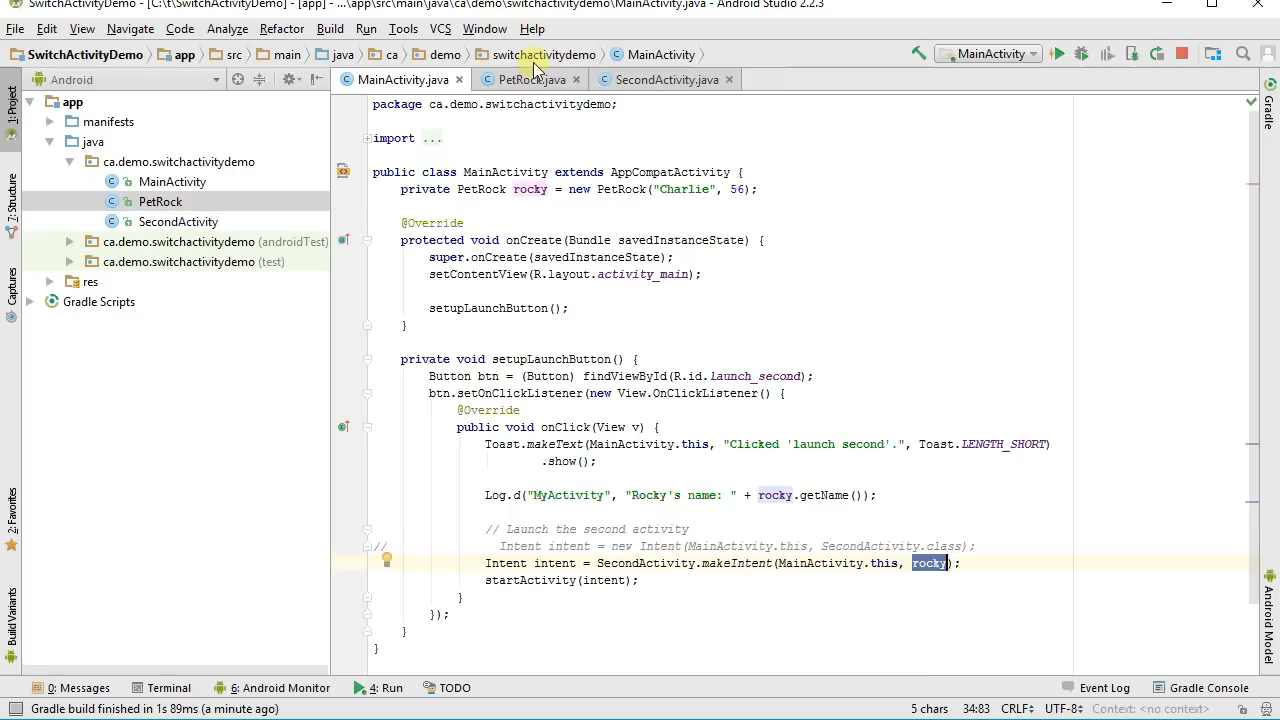 SwitchActivityDemo - [C:\t\SwitchActivityDemo] - [app] - ...\app\src\main\java\ca\demo\switchactivitydemo\MainActivity.java - Android Studio 2.2.3
File Edit View Navigate Code Analyze Refactor Build Run Tools VCS Window Help
SwitchActivityDemo app src main java ca demo switchactivitydemo MainActivity
MainActivity
Android
MainActivity.java PetRock.java SecondActivity.java
1: Project
7: Structure
Captures
2: Favorites
Build Variants
app
manifests
java
ca.demo.switchactivitydemo
MainActivity
PetRock
SecondActivity
ca.demo.switchactivitydemo (androidTest)
ca.demo.switchactivitydemo (test)
res
Gradle Scripts
package ca.demo.switchactivitydemo;
import ...
public class MainActivity extends AppCompatActivity {
private PetRock rocky = new PetRock("Charlie", 56);
@Override
protected void onCreate(Bundle savedInstanceState) {
super.onCreate(savedInstanceState);
setContentView(R.layout.activity_main);
setupLaunchButton();
}
private void setupLaunchButton() {
Button btn = (Button) findViewById(R.id.launch_second);
btn.setOnClickListener(new View.OnClickListener() {
@Override
public void onClick(View v) {
Toast.makeText(MainActivity.this, "Clicked 'launch second'.", Toast.LENGTH_SHORT)
.show();
Log.d("MyActivity", "Rocky's name: " + rocky.getName());
// Launch the second activity
// Intent intent = new Intent(MainActivity.this, SecondActivity.class);
Intent intent = SecondActivity.makeIntent(MainActivity.this, rocky);
startActivity(intent);
}
});
}
}
Gradle
Android Model
0: Messages Terminal 6: Android Monitor 4: Run TODO Event Log Gradle Console
Gradle build finished in 1s 89ms (a minute ago) 5 chars 34:83 CRLF UTF-8 Context: <no context>